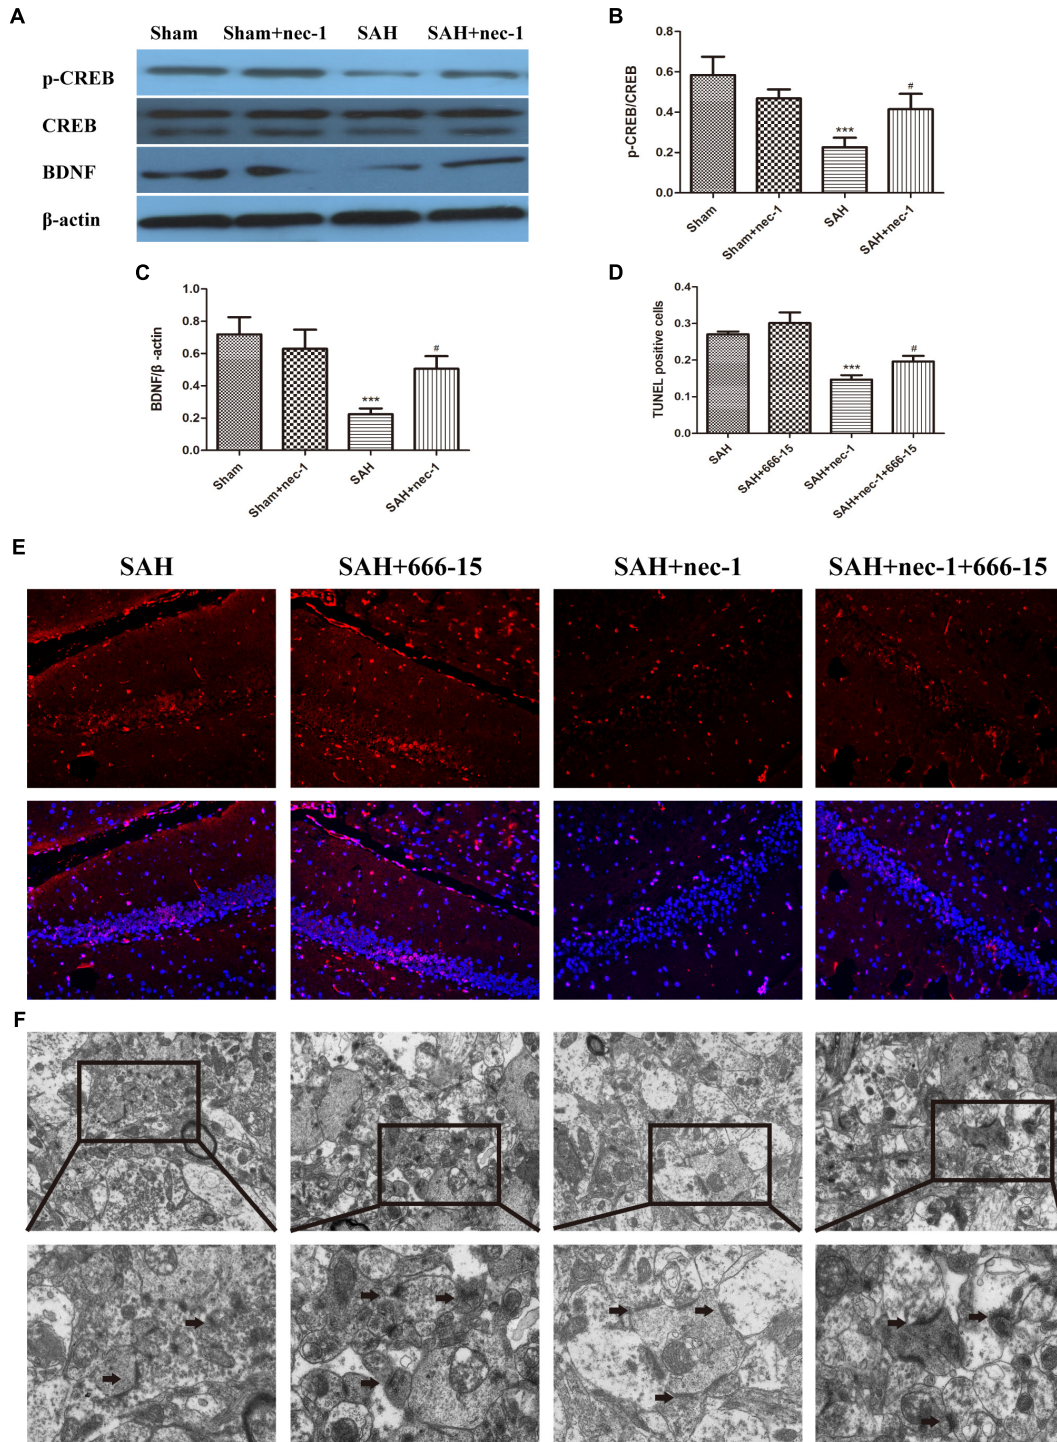 A
Sham Sham+nec-1 SAH SAH+nec-1
p-CREB
CREB
BDNF
β-actin
B
p-CREB/CREB
0.8
0.6
0.4
0.2
0.0
***
#
Sham
Sham+nec-1
SAH
SAH+nec-1
C
BDNF/β -actin
1.0
0.8
0.6
0.4
0.2
0.0
***
#
Sham
Sham+nec-1
SAH
SAH+nec-1
D
TUNEL positive cells
0.4
0.3
0.2
0.1
0.0
***
#
SAH
SAH+666-15
SAH+nec-1
SAH+nec-1+666-15
E
SAH SAH+666-15 SAH+nec-1 SAH+nec-1+666-15
F